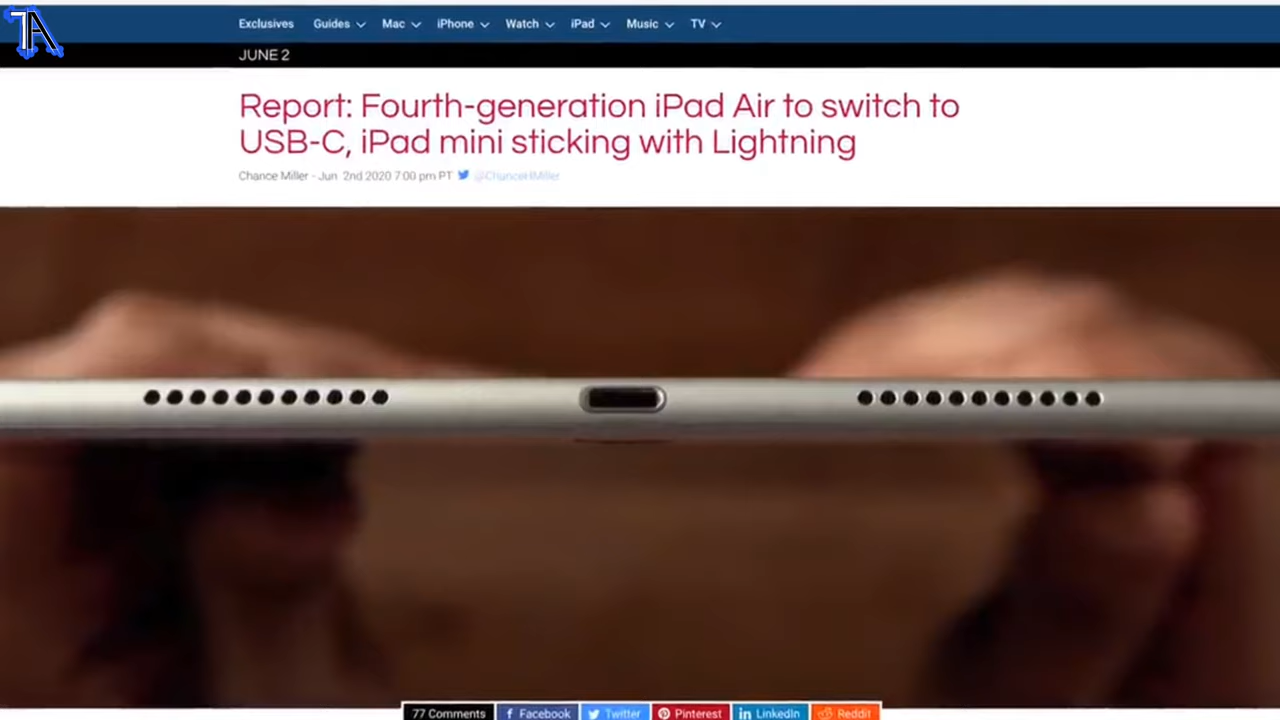 TA
Exclusives Guides Mac iPhone Watch iPad Music TV
JUNE 2
Report: Fourth-generation iPad Air to switch to
USB-C, iPad mini sticking with Lightning
Chance Miller - Jun. 2nd 2020 7:00 pm PT @ChanceHMiller
77 Comments Facebook Twitter Pinterest LinkedIn Reddit